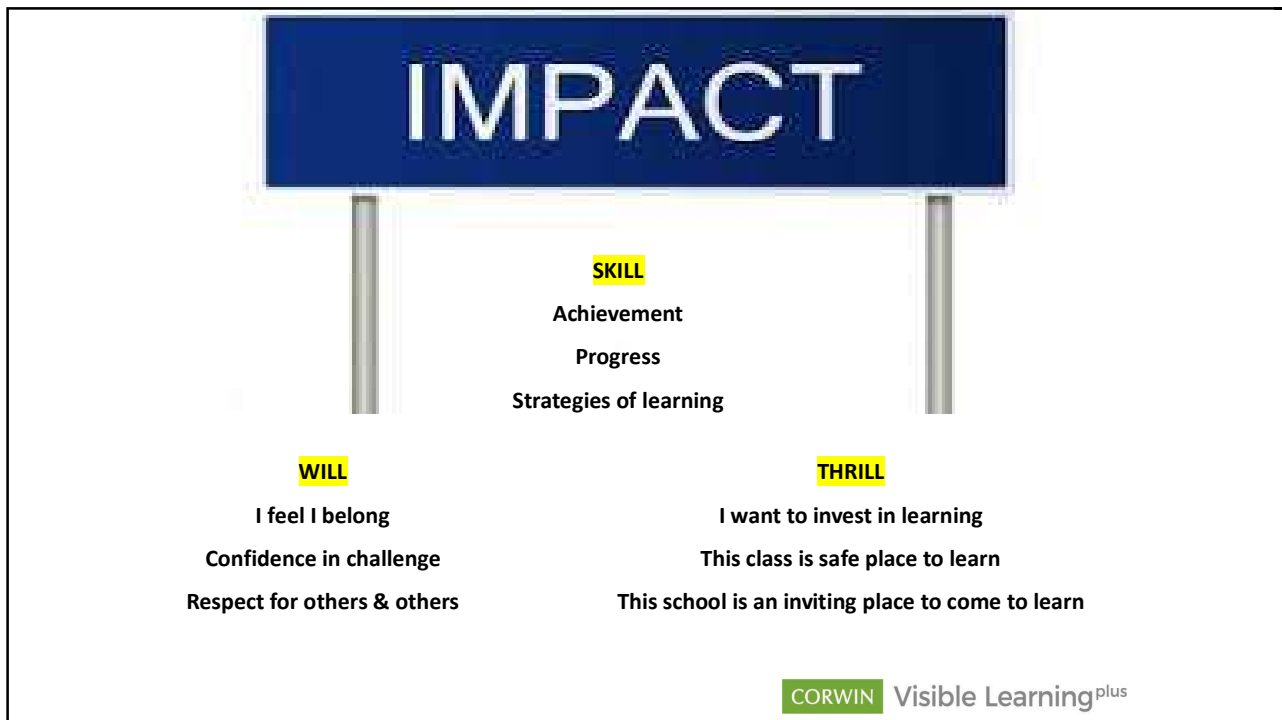 IMPACT
SKILL
Achievement
Progress
Strategies of learning
WILL
I feel I belong
Confidence in challenge
Respect for others & others
THRILL
I want to invest in learning
This class is safe place to learn
This school is an inviting place to come to learn
CORWIN Visible Learningplus